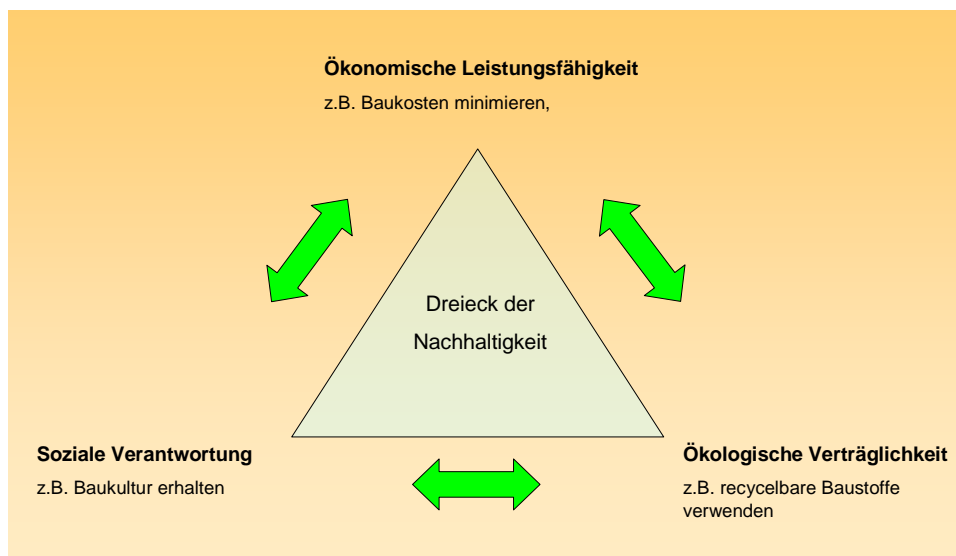 Ökonomische Leistungsfähigkeit
z.B. Baukosten minimieren,
Dreieck der
Nachhaltigkeit
Soziale Verantwortung
z.B. Baukultur erhalten
Ökologische Verträglichkeit
z.B. recycelbare Baustoffe
verwenden